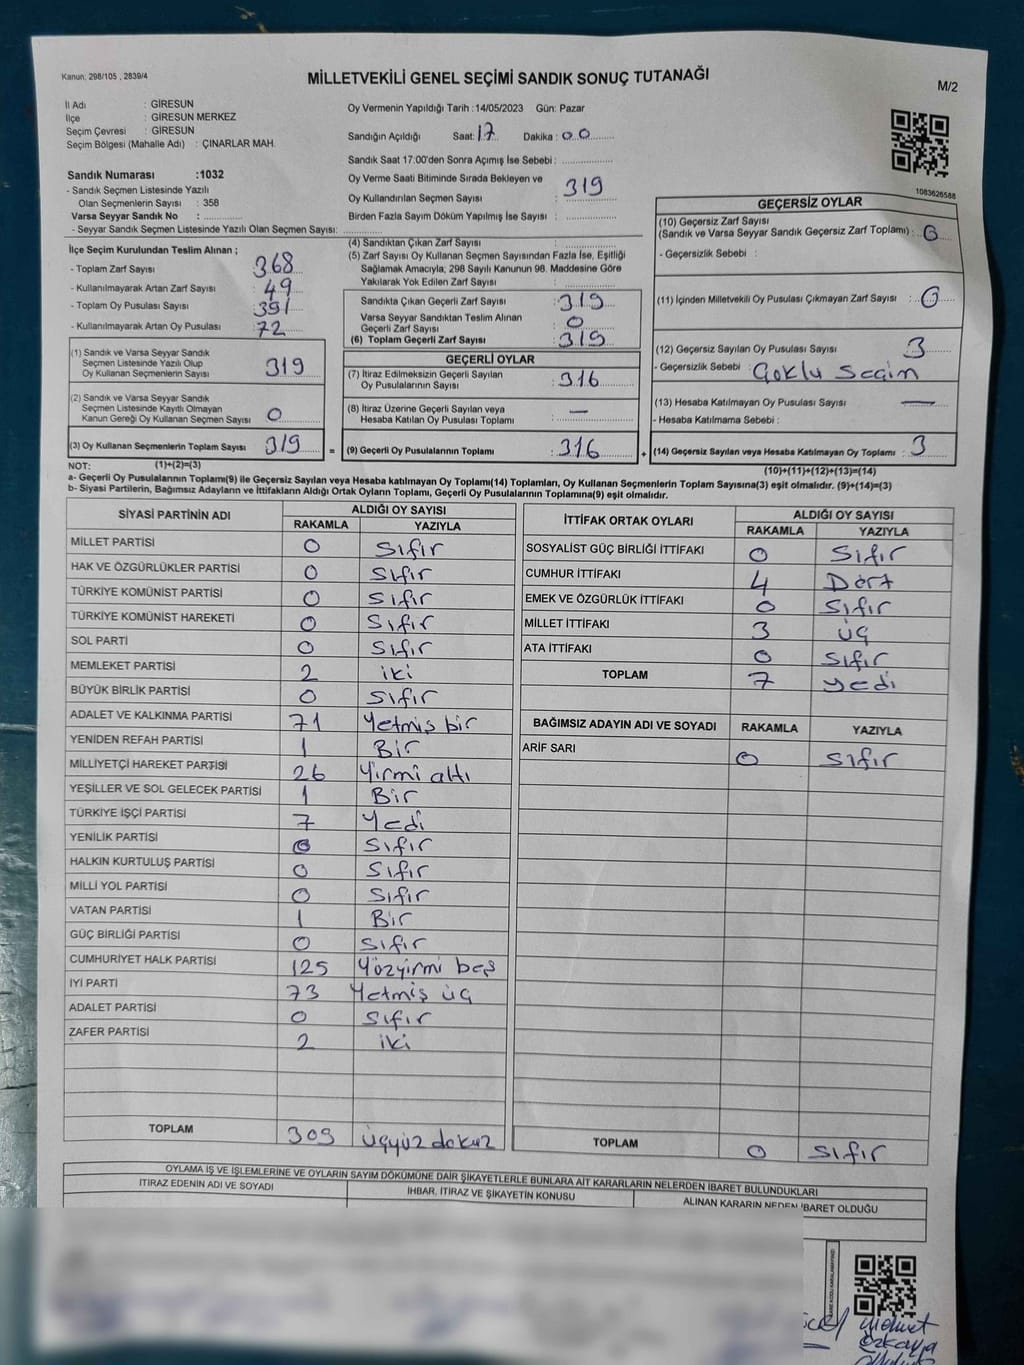 Kanun: 298/105 , 2839/4
MİLLETVEKİLİ GENEL SEÇİMİ SANDIK SONUÇ TUTANAĞI
M/2
İl Adı : GİRESUN
İlçe : GİRESUN MERKEZ
Seçim Çevresi : GİRESUN
Seçim Bölgesi (Mahalle Adı) : ÇINARLAR MAH.
Oy Vermenin Yapıldığı Tarih : 14/05/2023 Gün: Pazar
Sandığın Açıldığı Saat: 17 Dakika : 00
Sandık Saat 17:00'den Sonra Açımış İse Sebebi :
Oy Verme Saati Bitiminde Sırada Bekleyen ve
Oy Kullandırılan Seçmen Sayısı : 319
Birden Fazla Sayım Döküm Yapılmış İse Sayısı :
1083626588
Sandık Numarası :1032
- Sandık Seçmen Listesinde Yazılı
Olan Seçmenlerin Sayısı : 358
Varsa Seyyar Sandık No :
- Seyyar Sandık Seçmen Listesinde Yazılı Olan Seçmen Sayısı:
İlçe Seçim Kurulundan Teslim Alınan ;
- Toplam Zarf Sayısı : 368
- Kullanılmayarak Artan Zarf Sayısı : 49
- Toplam Oy Pusulası Sayısı : 391
- Kullanılmayarak Artan Oy Pusulası : 72
(1) Sandık ve Varsa Seyyar Sandık
Seçmen Listesinde Yazılı Olup
Oy Kullanan Seçmenlerin Sayısı : 319
(2) Sandık ve Varsa Seyyar Sandık
Seçmen Listesinde Kayıtlı Olmayan
Kanun Gereği Oy Kullanan Seçmen Sayısı : 0
(3) Oy Kullanan Seçmenlerin Toplam Sayısı : 319
(4) Sandıktan Çıkan Zarf Sayısı :
(5) Zarf Sayısı Oy Kullanan Seçmen Sayısından Fazla İse, Eşitliği
Sağlamak Amacıyla; 298 Sayılı Kanunun 98. Maddesine Göre
Yakılarak Yok Edilen Zarf Sayısı :
Sandıkta Çıkan Geçerli Zarf Sayısı : 319
Varsa Seyyar Sandıktan Teslim Alınan
Geçerli Zarf Sayısı : 0
(6) Toplam Geçerli Zarf Sayısı : 319
GEÇERLİ OYLAR
(7) İtiraz Edilmeksizin Geçerli Sayılan
Oy Pusulalarının Sayısı : 316
(8) İtiraz Üzerine Geçerli Sayılan veya
Hesaba Katılan Oy Pusulası Toplamı : —
= (9) Geçerli Oy Pusulalarının Toplamı : 316
GEÇERSİZ OYLAR
(10) Geçersiz Zarf Sayısı
(Sandık ve Varsa Seyyar Sandık Geçersiz Zarf Toplamı) : 0
- Geçersizlik Sebebi :
(11) İçinden Milletvekili Oy Pusulası Çıkmayan Zarf Sayısı : 0
(12) Geçersiz Sayılan Oy Pusulası Sayısı : 3
- Geçersizlik Sebebi : Çoklu Seçim
(13) Hesaba Katılmayan Oy Pusulası Sayısı : —
- Hesaba Katılmama Sebebi :
+ (14) Geçersiz Sayılan veya Hesaba Katılmayan Oy Toplamı : 3
NOT: (1)+(2)=(3)
(10)+(11)+(12)+(13)=(14)
a- Geçerli Oy Pusulalarının Toplamı(9) ile Geçersiz Sayılan veya Hesaba katılmayan Oy Toplamı(14) Toplamları, Oy Kullanan Seçmenlerin Toplam Sayısına(3) eşit olmalıdır. (9)+(14)=(3)
b- Siyasi Partilerin, Bağımsız Adayların ve İttifakların Aldığı Ortak Oyların Toplamı, Geçerli Oy Pusulalarının Toplamına(9) eşit olmalıdır.
SİYASİ PARTİNİN ADI ALDIĞI OY SAYISI
RAKAMLA YAZIYLA
MİLLET PARTİSİ 0 Sıfır
HAK VE ÖZGÜRLÜKLER PARTİSİ 0 Sıfır
TÜRKİYE KOMÜNİST PARTİSİ 0 Sıfır
TÜRKİYE KOMÜNİST HAREKETİ 0 Sıfır
SOL PARTİ 0 Sıfır
MEMLEKET PARTİSİ 2 iki
BÜYÜK BİRLİK PARTİSİ 0 Sıfır
ADALET VE KALKINMA PARTİSİ 71 Yetmiş bir
YENİDEN REFAH PARTİSİ 1 Bir
MİLLİYETÇİ HAREKET PARTİSİ 26 Yirmi altı
YEŞİLLER VE SOL GELECEK PARTİSİ 1 Bir
TÜRKİYE İŞÇİ PARTİSİ 7 Yedi
YENİLİK PARTİSİ 0 Sıfır
HALKIN KURTULUŞ PARTİSİ 0 Sıfır
MİLLİ YOL PARTİSİ 0 Sıfır
VATAN PARTİSİ 1 Bir
GÜÇ BİRLİĞİ PARTİSİ 0 Sıfır
CUMHURİYET HALK PARTİSİ 125 Yüzyirmi beş
İYİ PARTİ 73 Yetmiş üç
ADALET PARTİSİ 0 Sıfır
ZAFER PARTİSİ 2 iki
TOPLAM 309 üçyüz dokuz
İTTİFAK ORTAK OYLARI ALDIĞI OY SAYISI
RAKAMLA YAZIYLA
SOSYALİST GÜÇ BİRLİĞİ İTTİFAKI 0 Sıfır
CUMHUR İTTİFAKI 4 Dört
EMEK VE ÖZGÜRLÜK İTTİFAKI 0 Sıfır
MİLLET İTTİFAKI 3 üç
ATA İTTİFAKI 0 Sıfır
TOPLAM 7 yedi
BAĞIMSIZ ADAYIN ADI VE SOYADI RAKAMLA YAZIYLA
ARİF SARI 0 Sıfır
TOPLAM 0 Sıfır
OYLAMA İŞ VE İŞLEMLERİNE VE OYLARIN SAYIM DÖKÜMÜNE DAİR ŞİKAYETLERLE BUNLARA AİT KARARLARIN NELERDEN İBARET BULUNDUKLARI
İTİRAZ EDENİN ADI VE SOYADI İHBAR, İTİRAZ VE ŞİKAYETİN KONUSU ALINAN KARARIN NEDEN İBARET OLDUĞU
Mehmet
Özkaya